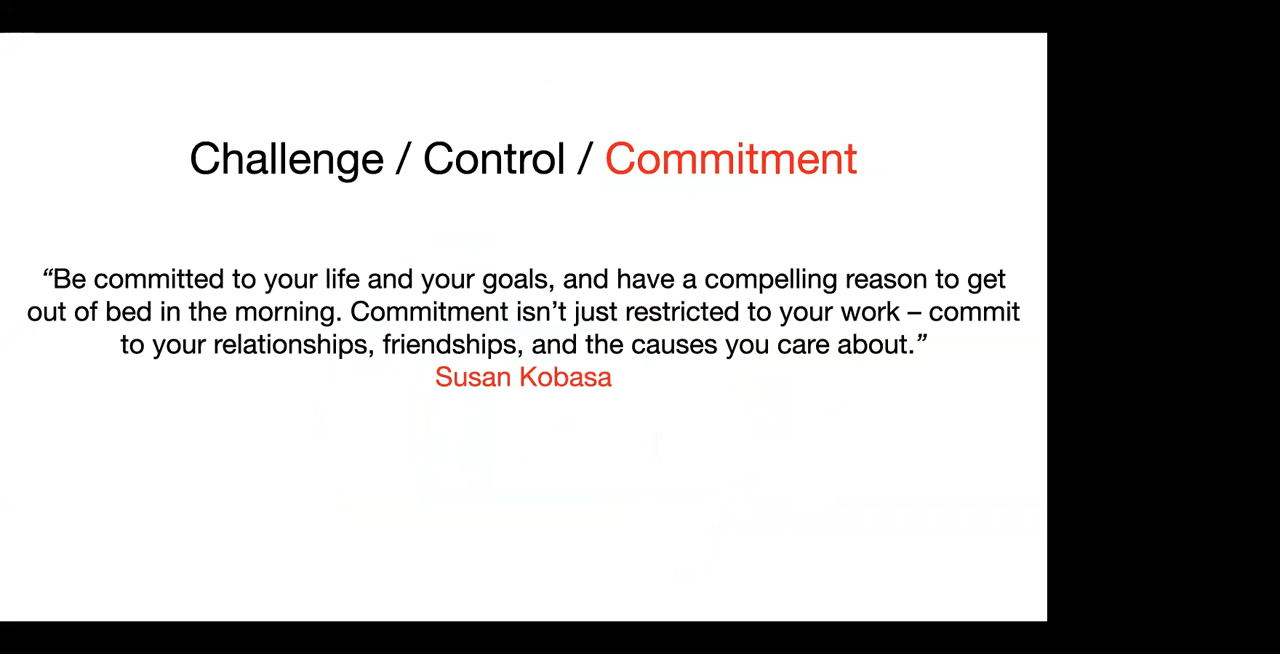 Challenge / Control / Commitment
“Be committed to your life and your goals, and have a compelling reason to get
out of bed in the morning. Commitment isn’t just restricted to your work – commit
to your relationships, friendships, and the causes you care about.”
Susan Kobasa